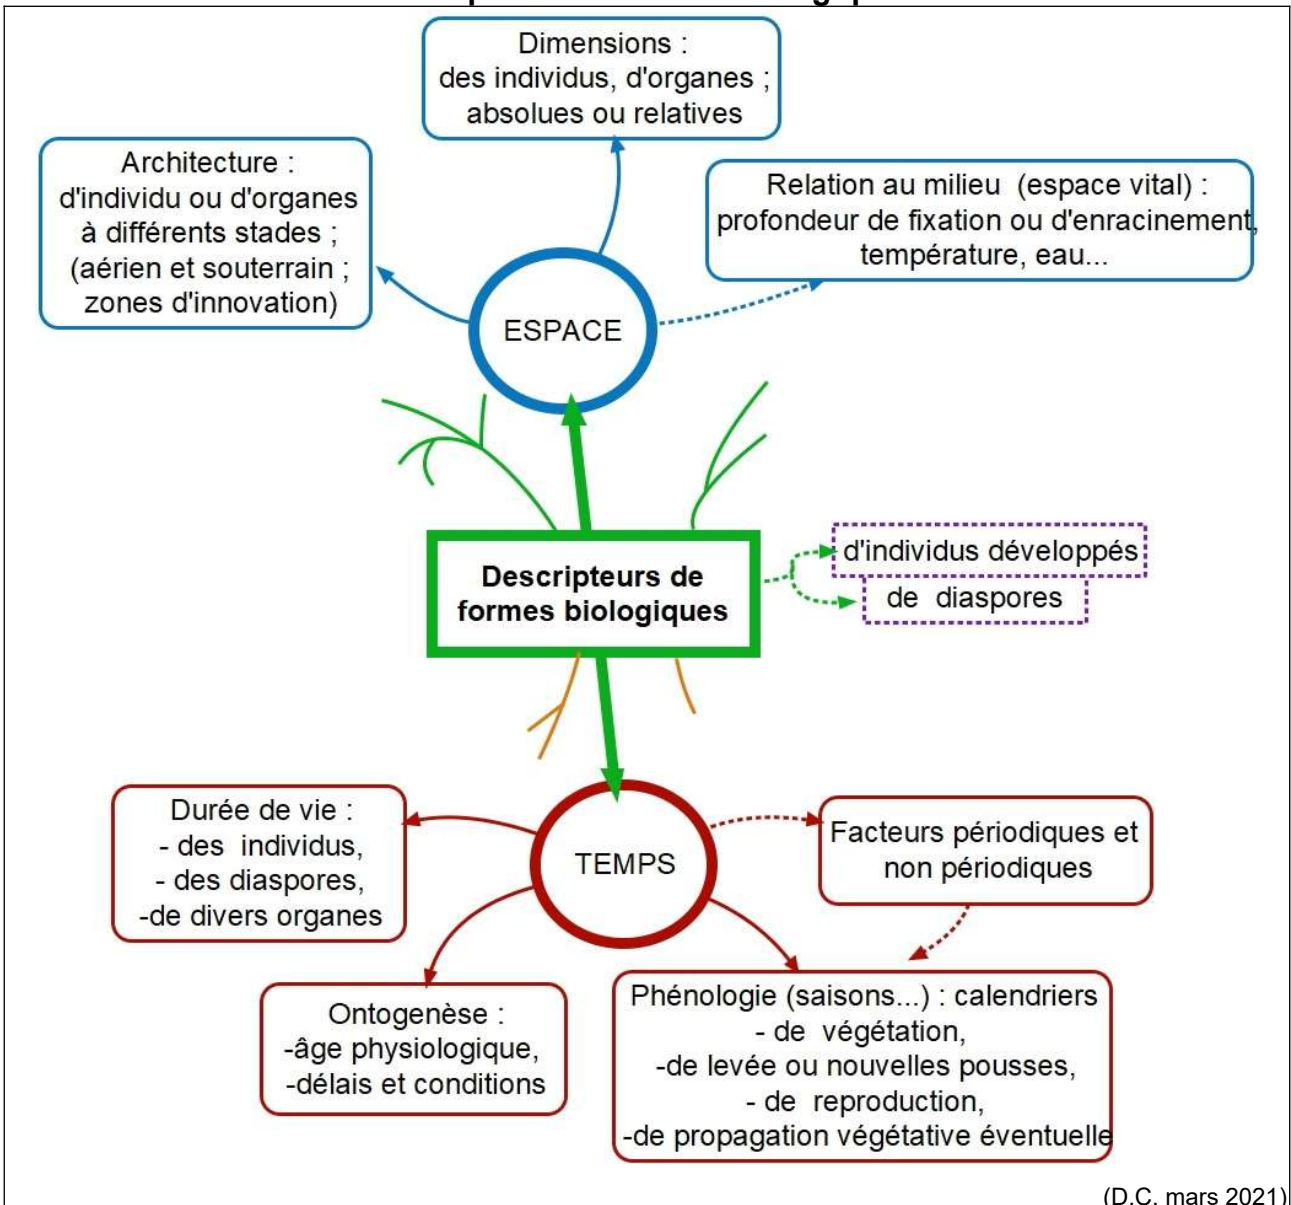 Dimensions :
des individus, d'organes ;
absolues ou relatives
Architecture :
d'individu ou d'organes
à différents stades ;
(aérien et souterrain ;
zones d'innovation)
Relation au milieu (espace vital) :
profondeur de fixation ou d'enracinement,
température, eau...
ESPACE
Descripteurs de
formes biologiques
d'individus développés
de diaspores
TEMPS
Durée de vie :
- des individus,
- des diaspores,
-de divers organes
Facteurs périodiques et
non périodiques
Ontogenèse :
-âge physiologique,
-délais et conditions
Phénologie (saisons...) : calendriers
- de végétation,
-de levée ou nouvelles pousses,
- de reproduction,
-de propagation végétative éventuelle
(D.C. mars 2021)